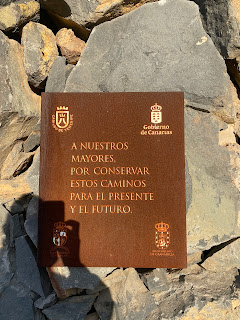 Gobierno
de Canarias
A NUESTROS
MAYORES,
POR CONSERVAR
ESTOS CAMINOS
PARA EL PRESENTE
Y EL FUTURO.